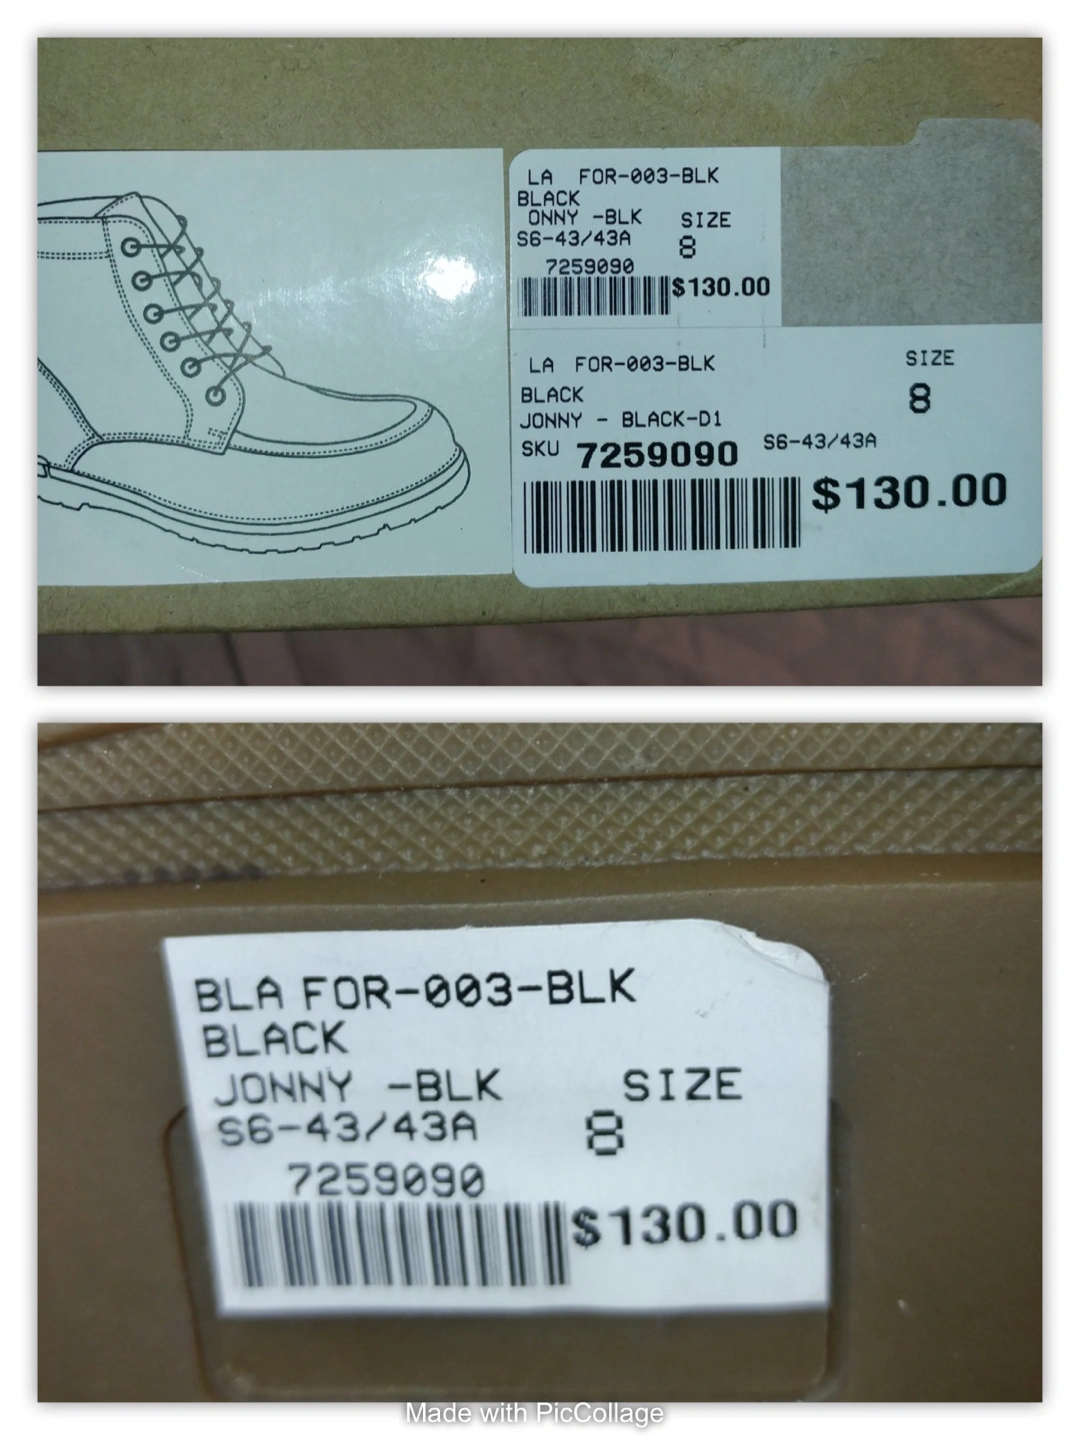 LA FOR-003-BLK
BLACK
ONNY -BLK SIZE
S6-43/43A 8
7259090
$130.00
LA FOR-003-BLK SIZE
BLACK 8
JONNY - BLACK-D1
SKU 7259090 S6-43/43A
$130.00
BLA FOR-003-BLK
BLACK
JONNY -BLK SIZE
S6-43/43A 8
7259090
$130.00
Made with PicCollage